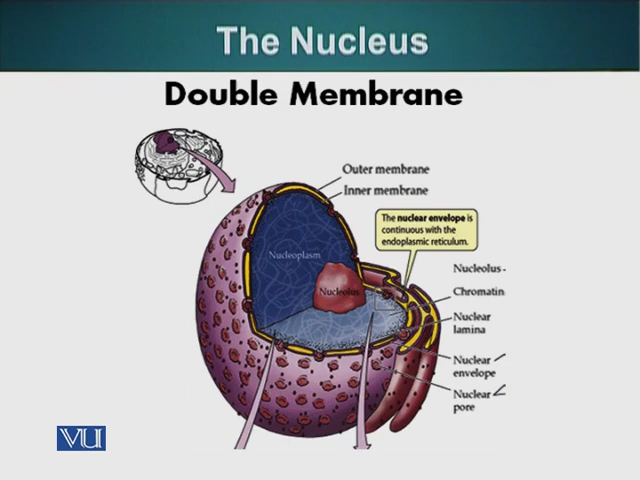 The Nucleus
Double Membrane
Outer membrane
Inner membrane
The nuclear envelope is
continuous with the
endoplasmic reticulum.
Nucleoplasm
Nucleolus
Nucleolus
Chromatin
Nuclear
lamina
Nuclear
envelope
Nuclear
pore
VU